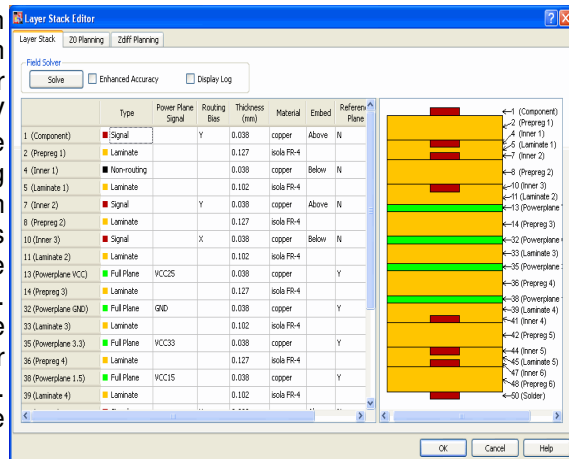 Layer Stack Editor
Layer Stack Z0 Planning Zdiff Planning
Field Solver
Solve Enhanced Accuracy Display Log
Type Power Plane Signal Routing Bias Thickness (mm) Material Embed Reference Plane
1 (Component) Signal Y 0.038 copper Above N
2 (Prepreg 1) Laminate 0.127 isola FR-4
4 (Inner 1) Non-routing 0.038 copper Below N
5 (Laminate 1) Laminate 0.102 isola FR-4
7 (Inner 2) Signal Y 0.038 copper Above N
8 (Prepreg 2) Laminate 0.127 isola FR-4
10 (Inner 3) Signal X 0.038 copper Below N
11 (Laminate 2) Laminate 0.102 isola FR-4
13 (Powerplane VCC) Full Plane VCC25 0.038 copper Y
14 (Prepreg 3) Laminate 0.127 isola FR-4
32 (Powerplane GND) Full Plane GND 0.038 copper Y
33 (Laminate 3) Laminate 0.102 isola FR-4
35 (Powerplane 3.3) Full Plane VCC33 0.038 copper Y
36 (Prepreg 4) Laminate 0.127 isola FR-4
38 (Powerplane 1.5) Full Plane VCC15 0.038 copper Y
39 (Laminate 4) Laminate 0.102 isola FR-4
1 (Component)
2 (Prepreg 1)
4 (Inner 1)
5 (Laminate 1)
7 (Inner 2)
8 (Prepreg 2)
10 (Inner 3)
11 (Laminate 2)
13 (Powerplane
14 (Prepreg 3)
32 (Powerplane
33 (Laminate 3)
35 (Powerplane
36 (Prepreg 4)
38 (Powerplane
39 (Laminate 4)
41 (Inner 4)
42 (Prepreg 5)
44 (Inner 5)
45 (Laminate 5)
47 (Inner 6)
48 (Prepreg 6)
50 (Solder)
OK Cancel Help